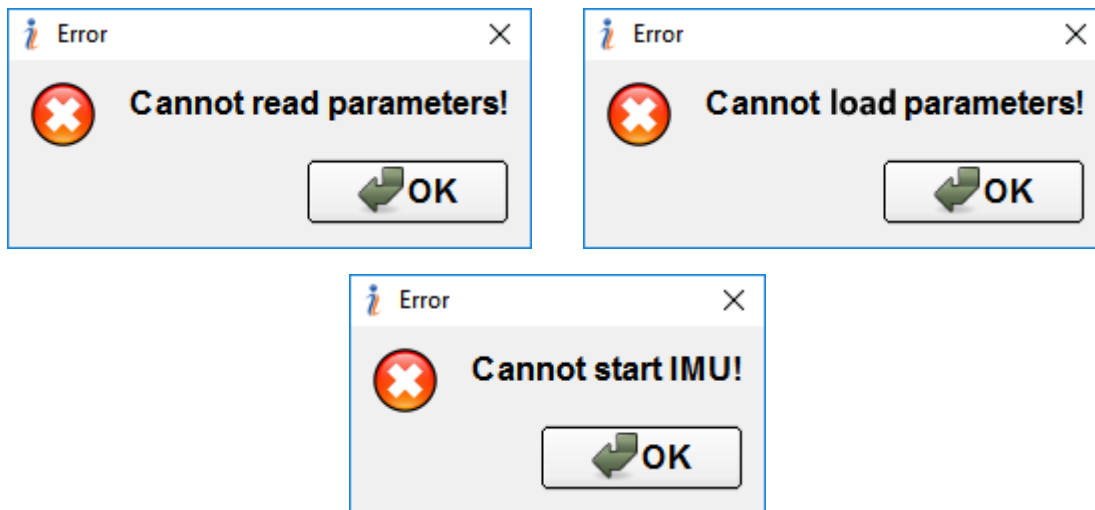 Error
Cannot read parameters!
OK
Error
Cannot load parameters!
OK
Error
Cannot start IMU!
OK